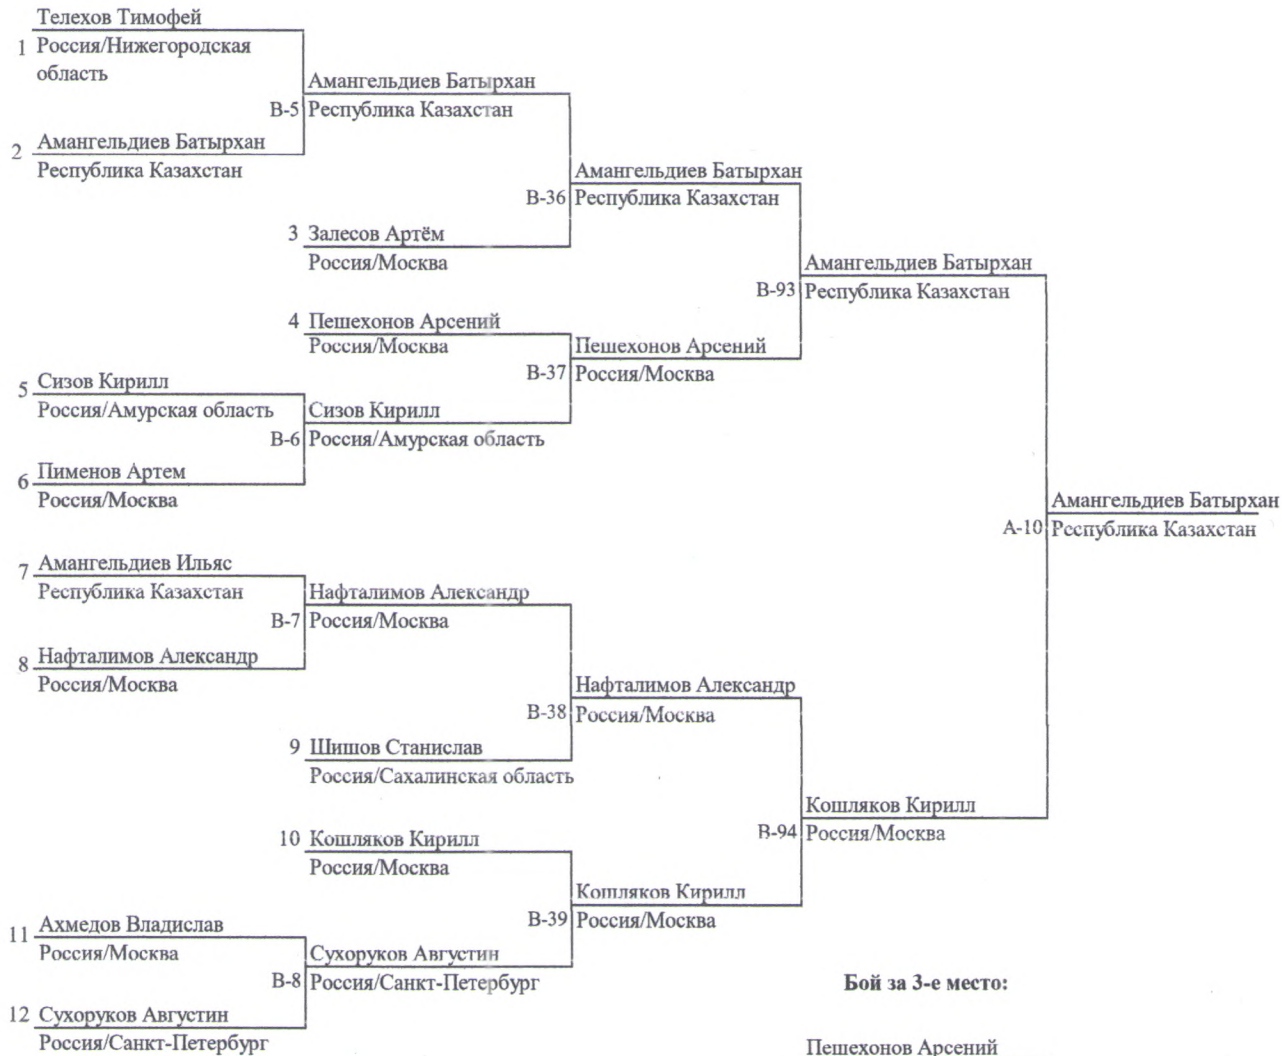 Телехов Тимофей
1 Россия/Нижегородская
область
Амангельдиев Батырхан
В-5 Республика Казахстан
2 Амангельдиев Батырхан
Республика Казахстан
Амангельдиев Батырхан
В-36 Республика Казахстан
3 Залесов Артём
Россия/Москва
Амангельдиев Батырхан
В-93 Республика Казахстан
4 Пешехонов Арсений
Россия/Москва
Пешехонов Арсений
В-37 Россия/Москва
5 Сизов Кирилл
Россия/Амурская область
Сизов Кирилл
В-6 Россия/Амурская область
6 Пименов Артем
Россия/Москва
Амангельдиев Батырхан
А-10 Республика Казахстан
7 Амангельдиев Ильяс
Республика Казахстан
Нафталимов Александр
В-7 Россия/Москва
8 Нафталимов Александр
Россия/Москва
Нафталимов Александр
В-38 Россия/Москва
9 Шишов Станислав
Россия/Сахалинская область
Кошляков Кирилл
В-94 Россия/Москва
10 Кошляков Кирилл
Россия/Москва
Кошляков Кирилл
В-39 Россия/Москва
11 Ахмедов Владислав
Россия/Москва
Сухоруков Августин
В-8 Россия/Санкт-Петербург
12 Сухоруков Августин
Россия/Санкт-Петербург
Бой за 3-е место:
Пешехонов Арсений